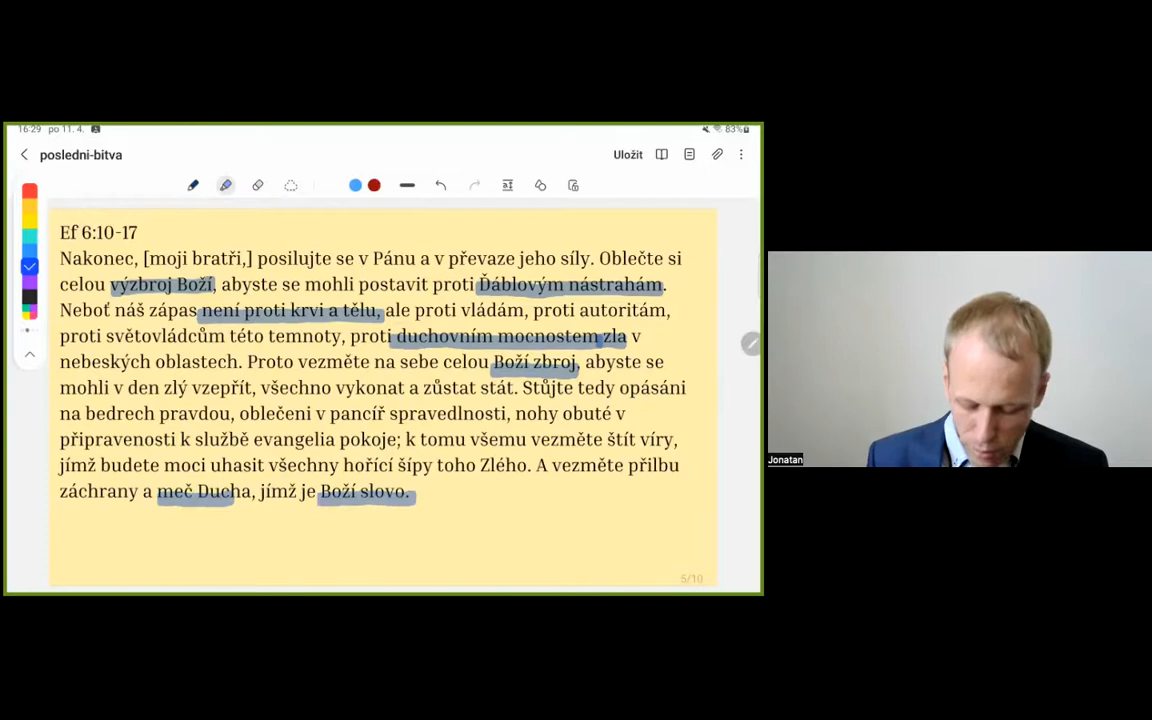 16:29 po 11. 4.
83%
posledni-bitva
Uložit
Ef 6:10-17
Nakonec, [moji bratři,] posilujte se v Pánu a v převaze jeho síly. Oblečte si
celou výzbroj Boží, abyste se mohli postavit proti Ďáblovým nástrahám.
Neboť náš zápas není proti krvi a tělu, ale proti vládám, proti autoritám,
proti světovládcům této temnoty, proti duchovním mocnostem zla v
nebeských oblastech. Proto vezměte na sebe celou Boží zbroj, abyste se
mohli v den zlý vzepřít, všechno vykonat a zůstat stát. Stůjte tedy opásáni
na bedrech pravdou, oblečeni v pancíř spravedlnosti, nohy obuté v
připravenosti k službě evangelia pokoje; k tomu všemu vezměte štít víry,
jímž budete moci uhasit všechny hořící šípy toho Zlého. A vezměte přilbu
záchrany a meč Ducha, jímž je Boží slovo.
5/10
Jonatan